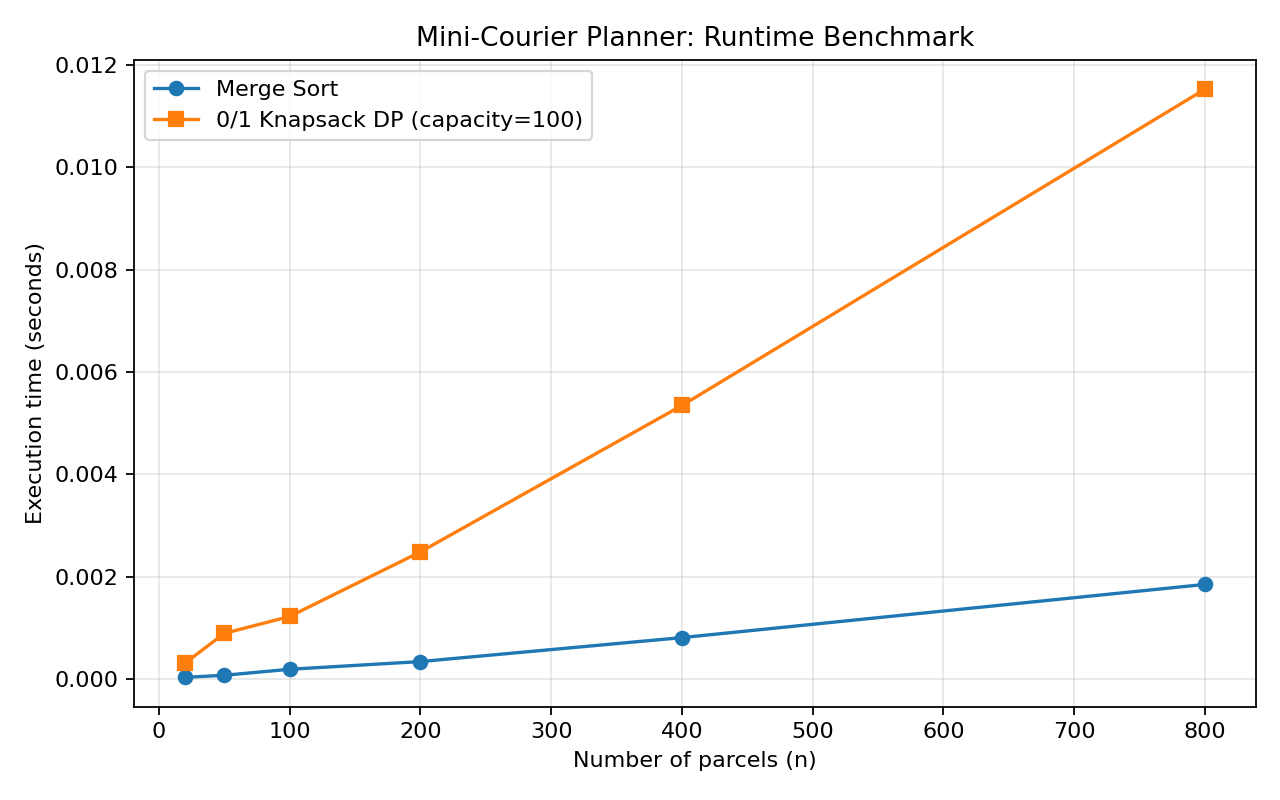 Mini-Courier Planner: Runtime Benchmark
Merge Sort
0/1 Knapsack DP (capacity=100)
0.012
0.010
0.008
0.006
0.004
0.002
0.000
Execution time (seconds)
0 100 200 300 400 500 600 700 800
Number of parcels (n)